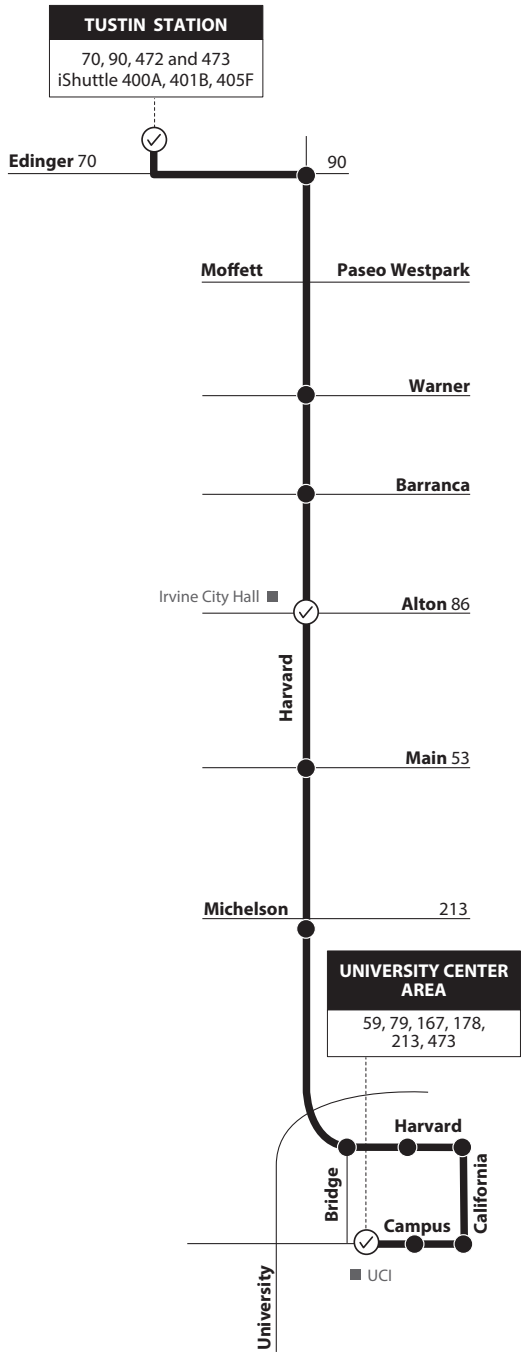 TUSTIN STATION
70, 90, 472 and 473
iShuttle 400A, 401B, 405F
Edinger 70
90
Moffett
Paseo Westpark
Warner
Barranca
Irvine City Hall
Alton 86
Harvard
Main 53
Michelson
213
UNIVERSITY CENTER
AREA
59, 79, 167, 178,
213, 473
Harvard
Bridge
California
Campus
UCI
University